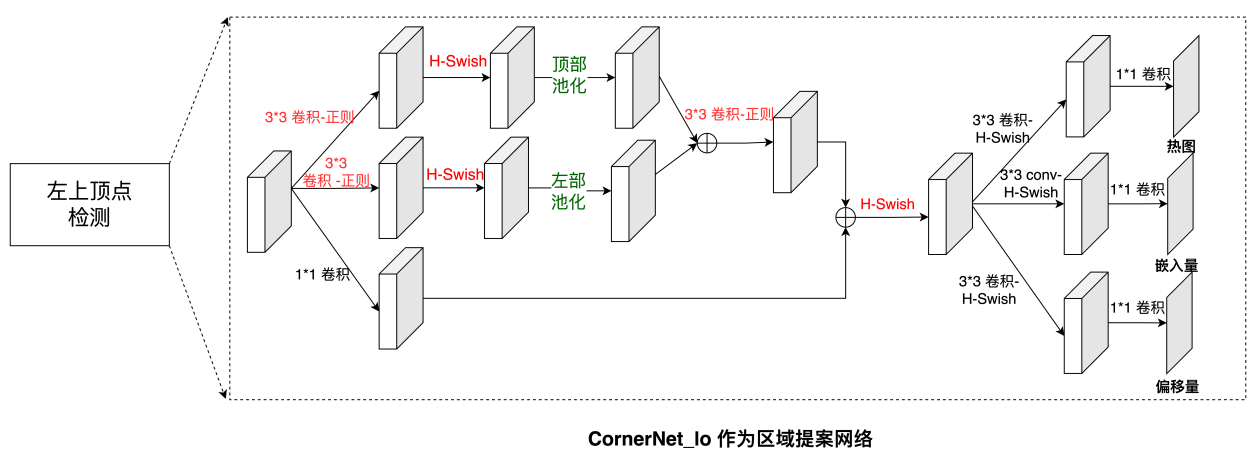 左上顶点
检测
3*3 卷积-正则
H-Swish
顶部
池化
3*3
卷积 -正则
H-Swish
左部
池化
1*1 卷积
3*3 卷积-正则
H-Swish
3*3 卷积-
H-Swish
1*1 卷积
热图
3*3 conv-
H-Swish
1*1 卷积
嵌入量
3*3 卷积-
H-Swish
1*1 卷积
偏移量
CornerNet_lo 作为区域提案网络